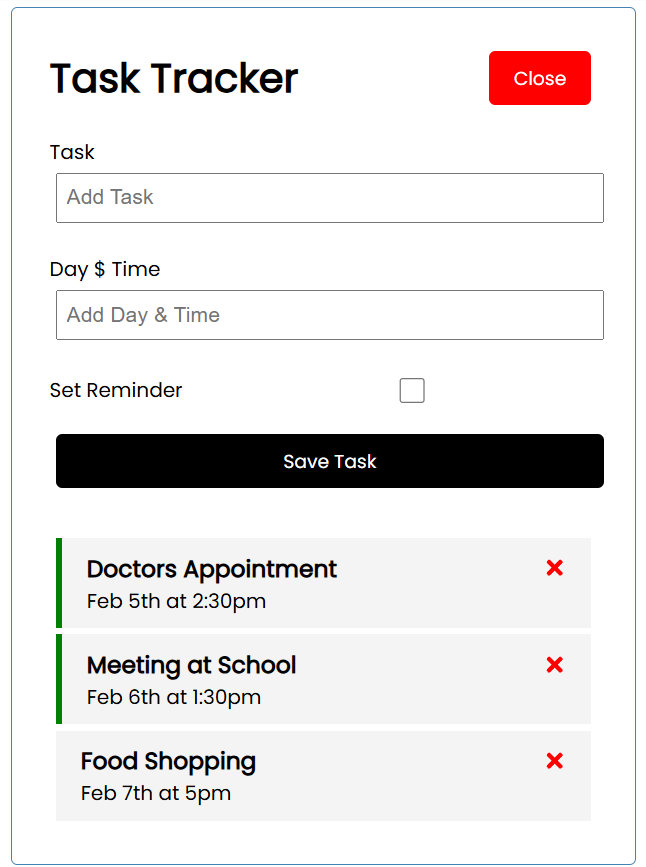 Task Tracker
Close
Task
Add Task
Day $ Time
Add Day & Time
Set Reminder
Save Task
Doctors Appointment
Feb 5th at 2:30pm
Meeting at School
Feb 6th at 1:30pm
Food Shopping
Feb 7th at 5pm